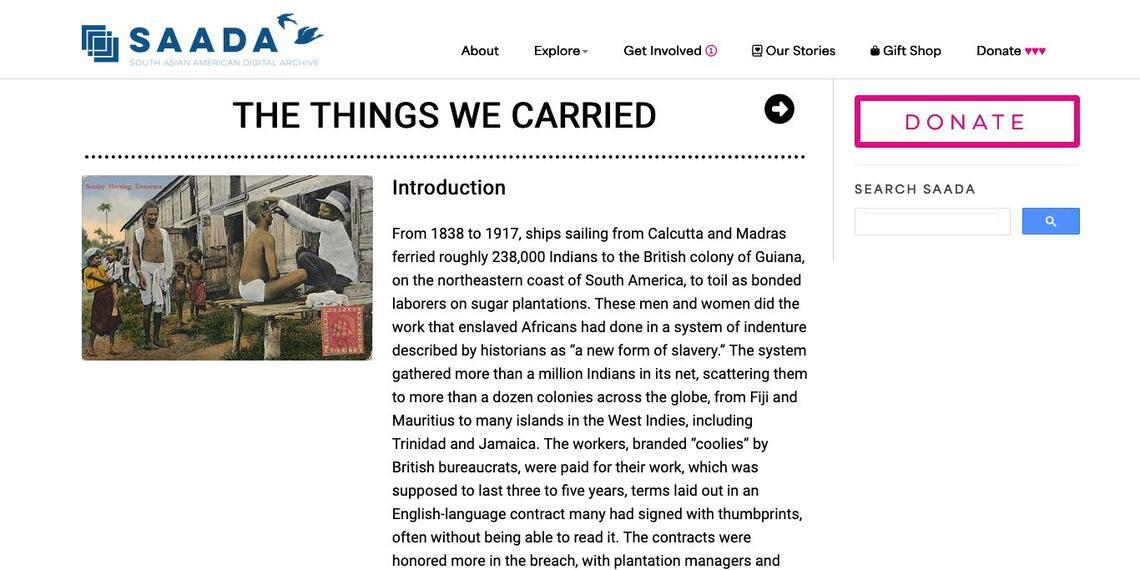 SAADA
SOUTH ASIAN AMERICAN DIGITAL ARCHIVE
About
Explore
Get Involved 1
Our Stories
Gift Shop
Donate ♥♥♥
THE THINGS WE CARRIED
DONATE
SEARCH SAADA
Sunday Morning, Demerara
Introduction
From 1838 to 1917, ships sailing from Calcutta and Madras
ferried roughly 238,000 Indians to the British colony of Guiana,
on the northeastern coast of South America, to toil as bonded
laborers on sugar plantations. These men and women did the
work that enslaved Africans had done in a system of indenture
described by historians as “a new form of slavery.” The system
gathered more than a million Indians in its net, scattering them
to more than a dozen colonies across the globe, from Fiji and
Mauritius to many islands in the West Indies, including
Trinidad and Jamaica. The workers, branded “coolies” by
British bureaucrats, were paid for their work, which was
supposed to last three to five years, terms laid out in an
English-language contract many had signed with thumbprints,
often without being able to read it. The contracts were
honored more in the breach, with plantation managers and